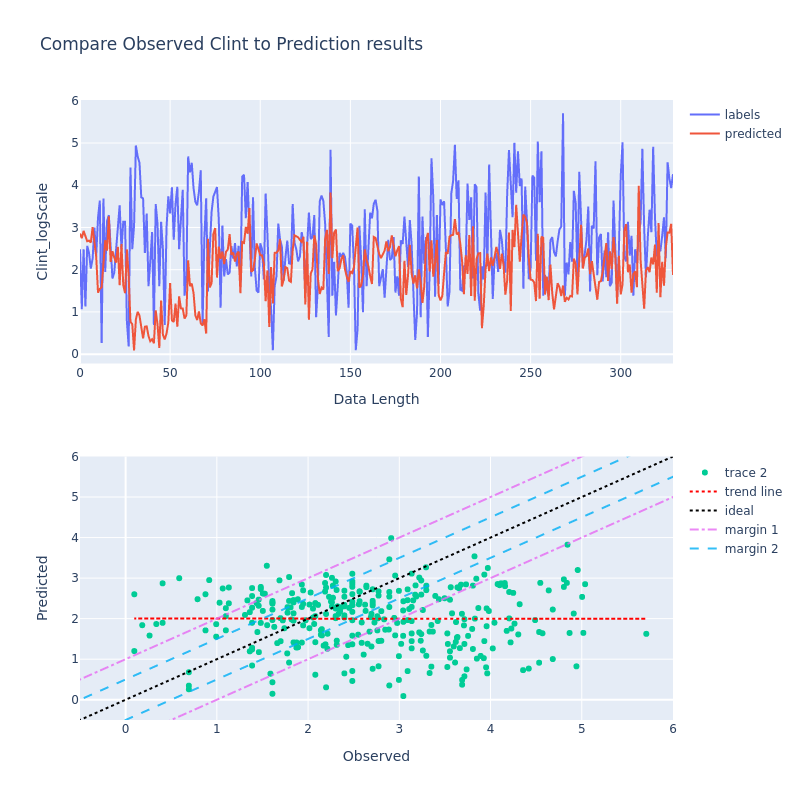 Compare Observed Clint to Prediction results
6
5
4
3
2
1
0
Clint_logScale
0 50 100 150 200 250 300
Data Length
labels
predicted
6
5
4
3
2
1
0
Predicted
0 1 2 3 4 5 6
Observed
trace 2
trend line
ideal
margin 1
margin 2